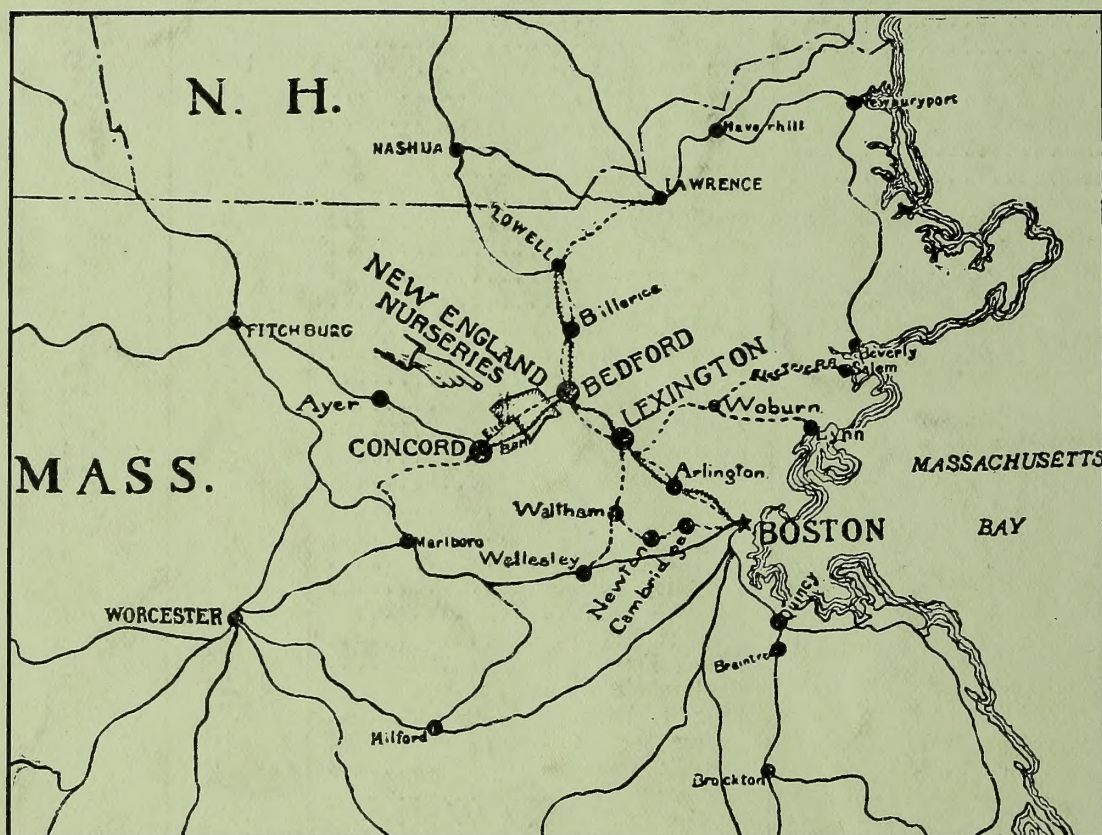 N. H.
NASHUA
Haverhill
Newburyport
LAWRENCE
LOWELL
NEW ENGLAND
NURSERIES
Billerica
FITCHBURG
BEDFORD
LEXINGTON
Beverly
Salem
Electric RR
Ayer
Woburn
CONCORD
Lynn
MASS.
Arlington
MASSACHUSETTS
BAY
Waltham
BOSTON
Marlboro
Wellesley
Newton
Cambridge
Quincy
WORCESTER
Braintre
Milford
Brockton